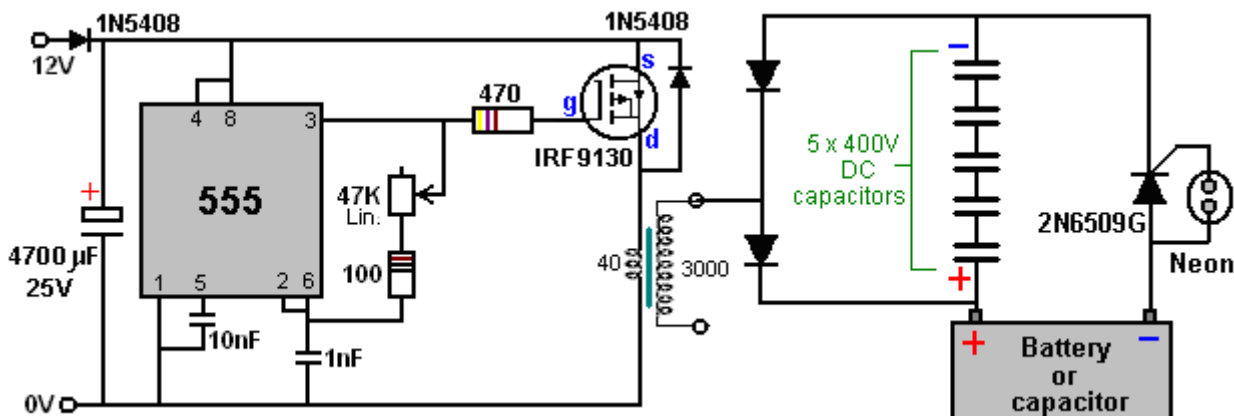 1N5408
12V
4 8 3
555
1 5 2 6
+
4700 µF
25V
10nF
1nF
0V
47K
Lin.
100
470
1N5408
s
g
d
IRF9130
40
3000
−
5 x 400V
DC
capacitors
+
2N6509G
Neon
+ Battery −
or
capacitor